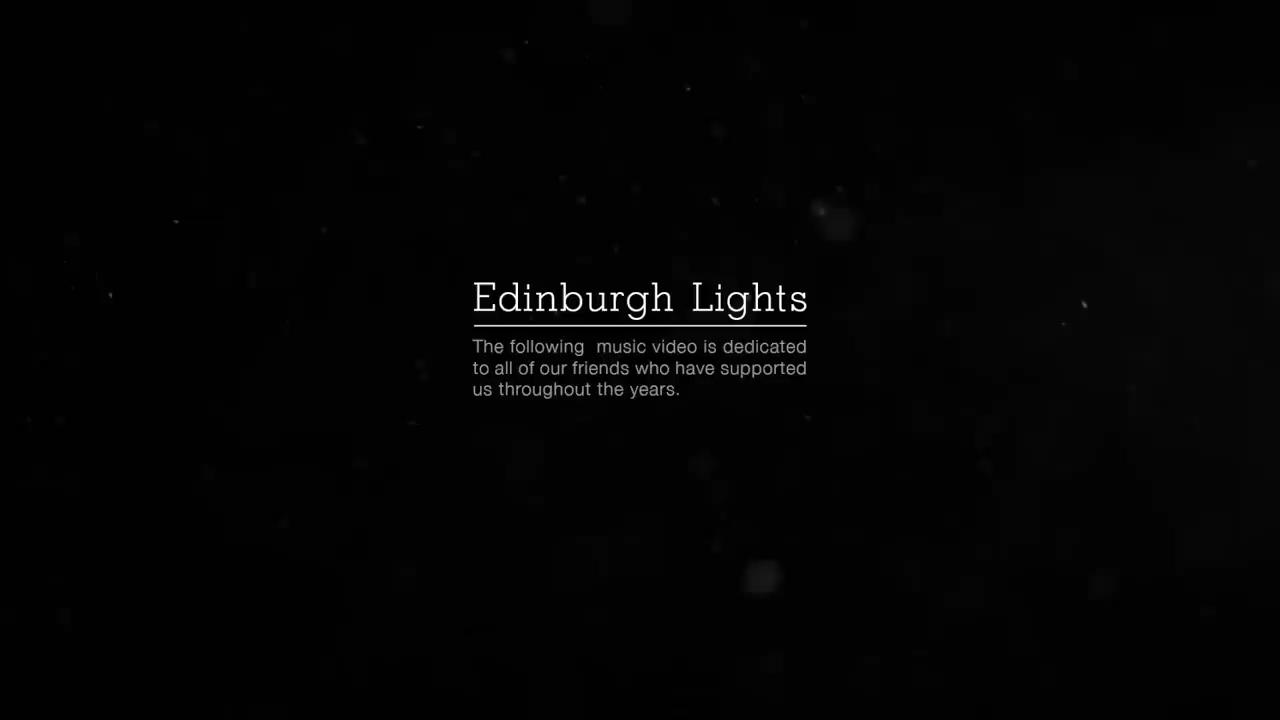 Edinburgh Lights
The following  music video is dedicated
to all of our friends who have supported
us throughout the years.